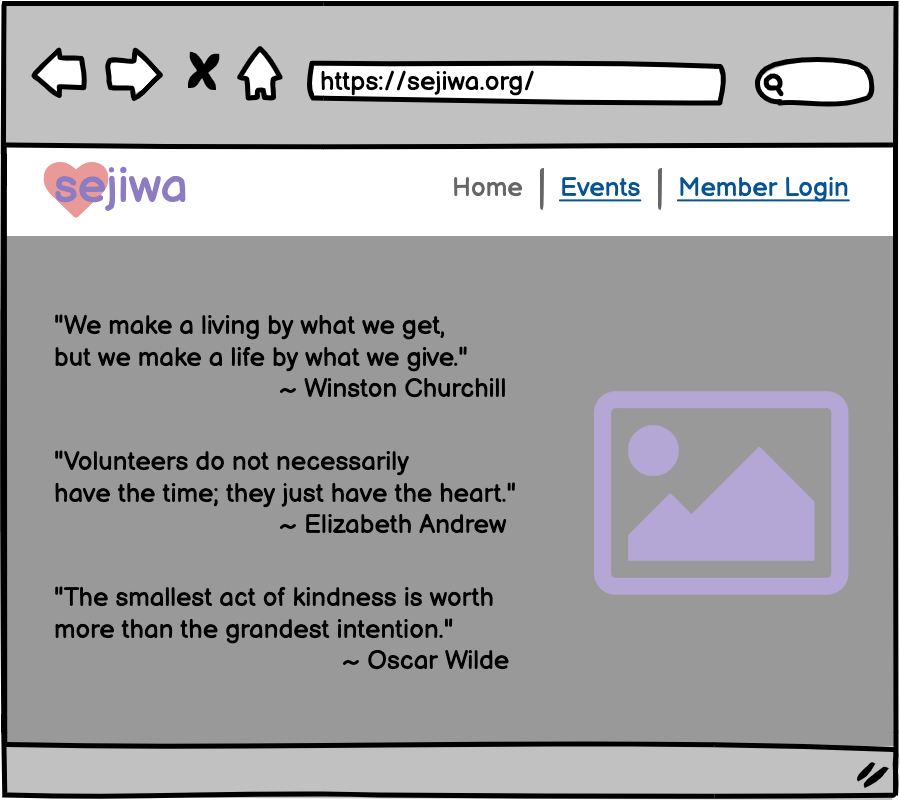 https://sejiwa.org/
sejiwa
Home
Events
Member Login
"We make a living by what we get,
but we make a life by what we give."
~ Winston Churchill
"Volunteers do not necessarily
have the time; they just have the heart."
~ Elizabeth Andrew
"The smallest act of kindness is worth
more than the grandest intention."
~ Oscar Wilde